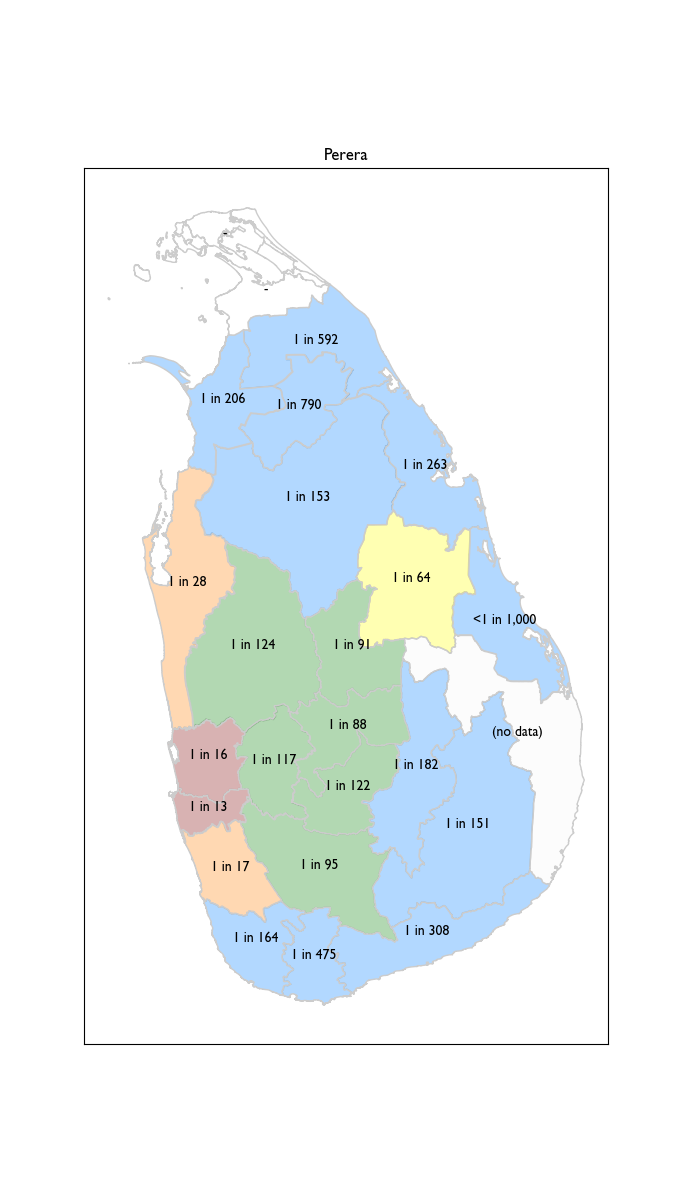 Perera
-
-
1 in 592
1 in 206
1 in 790
1 in 263
1 in 153
1 in 28
1 in 64
<1 in 1,000
1 in 124
1 in 91
1 in 88
(no data)
1 in 16
1 in 117
1 in 182
1 in 122
1 in 13
1 in 151
1 in 17
1 in 95
1 in 308
1 in 164
1 in 475